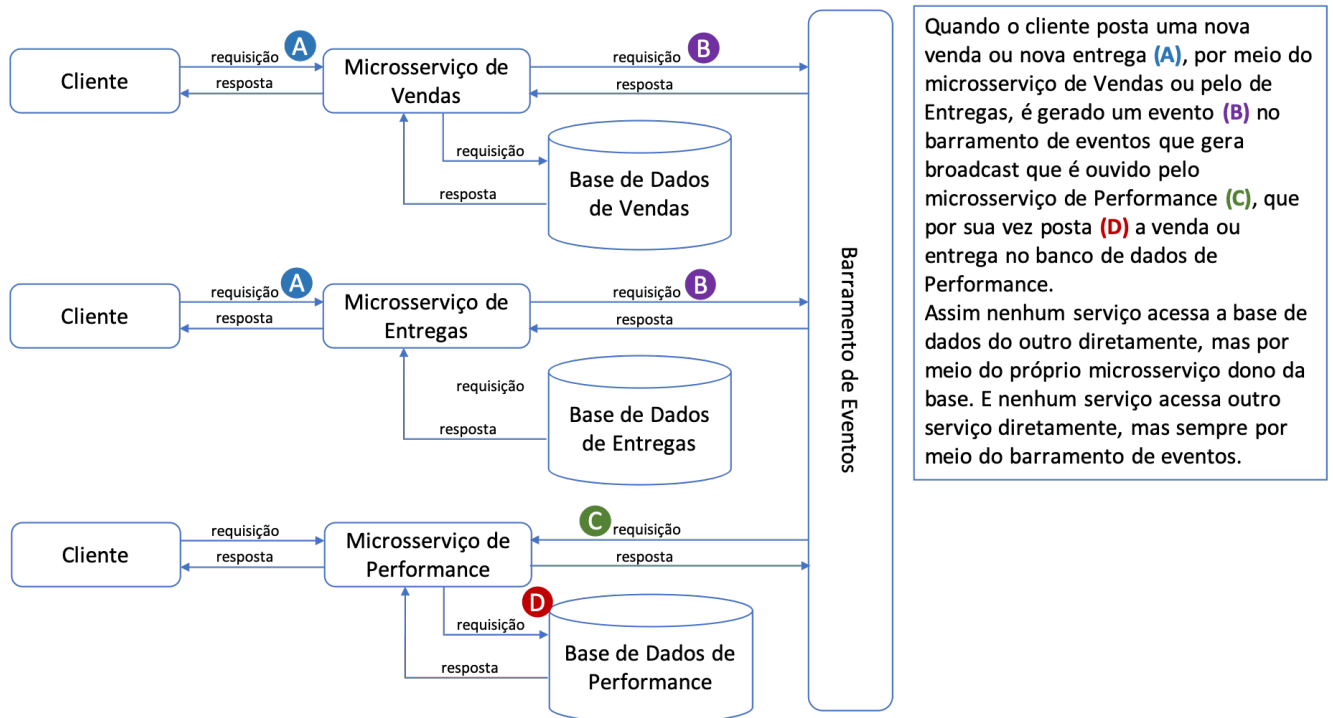 Cliente
requisição
A
resposta
Microsserviço de
Vendas
requisição
B
resposta
requisição
resposta
Base de Dados
de Vendas
Cliente
requisição
A
resposta
Microsserviço de
Entregas
requisição
B
resposta
requisição
resposta
Base de Dados
de Entregas
Cliente
requisição
resposta
Microsserviço de
Performance
C
requisição
resposta
D
requisição
resposta
Base de Dados de
Performance
Barramento de Eventos
Quando o cliente posta uma nova
venda ou nova entrega (A), por meio do
microsserviço de Vendas ou pelo de
Entregas, é gerado um evento (B) no
barramento de eventos que gera
broadcast que é ouvido pelo
microsserviço de Performance (C), que
por sua vez posta (D) a venda ou
entrega no banco de dados de
Performance.
Assim nenhum serviço acessa a base de
dados do outro diretamente, mas por
meio do próprio microsserviço dono da
base. E nenhum serviço acessa outro
serviço diretamente, mas sempre por
meio do barramento de eventos.